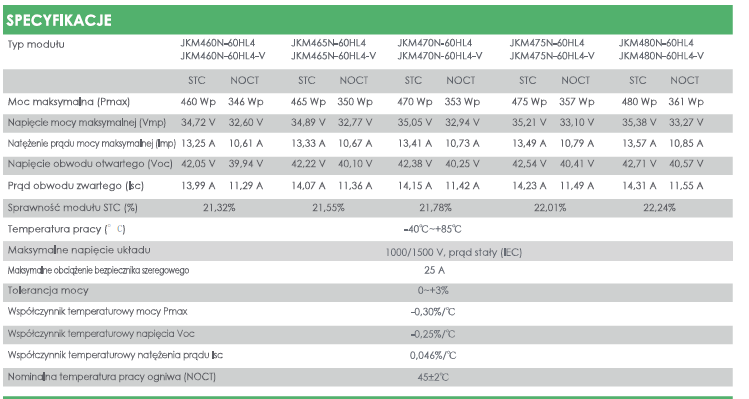 SPECYFIKACJE
Typ modułu JKM460N-60HL4 JKM465N-60HL4 JKM470N-60HL4 JKM475N-60HL4 JKM480N-60HL4
JKM460N-60HL4-V JKM465N-60HL4-V JKM470N-60HL4-V JKM475N-60HL4-V JKM480N-60HL4-V
STC NOCT STC NOCT STC NOCT STC NOCT STC NOCT
Moc maksymalna (Pmax) 460 Wp 346 Wp 465 Wp 350 Wp 470 Wp 353 Wp 475 Wp 357 Wp 480 Wp 361 Wp
Napięcie mocy maksymalnej (Vmp) 34,72 V 32,60 V 34,89 V 32,77 V 35,05 V 32,94 V 35,21 V 33,10 V 35,38 V 33,27 V
Natężenie prądu mocy maksymalnej (Imp) 13,25 A 10,61 A 13,33 A 10,67 A 13,41 A 10,73 A 13,49 A 10,79 A 13,57 A 10,85 A
Napięcie obwodu otwartego (Voc) 42,05 V 39,94 V 42,22 V 40,10 V 42,38 V 40,25 V 42,54 V 40,41 V 42,71 V 40,57 V
Prąd obwodu zwartego (Isc) 13,99 A 11,29 A 14,07 A 11,36 A 14,15 A 11,42 A 14,23 A 11,49 A 14,31 A 11,55 A
Sprawność modułu STC (%) 21,32% 21,55% 21,78% 22,01% 22,24%
Temperatura pracy (° C) -40℃~+85℃
Maksymalne napięcie układu 1000/1500 V, prąd stały (IEC)
Maksymalne obciążenie bezpiecznika szeregowego 25 A
Tolerancja mocy 0~+3%
Współczynnik temperaturowy mocy Pmax -0,30%/℃
Współczynnik temperaturowy napięcia Voc -0,25%/℃
Współczynnik temperaturowy natężenia prądu Isc 0,046%/℃
Nominalna temperatura pracy ogniwa (NOCT) 45±2℃